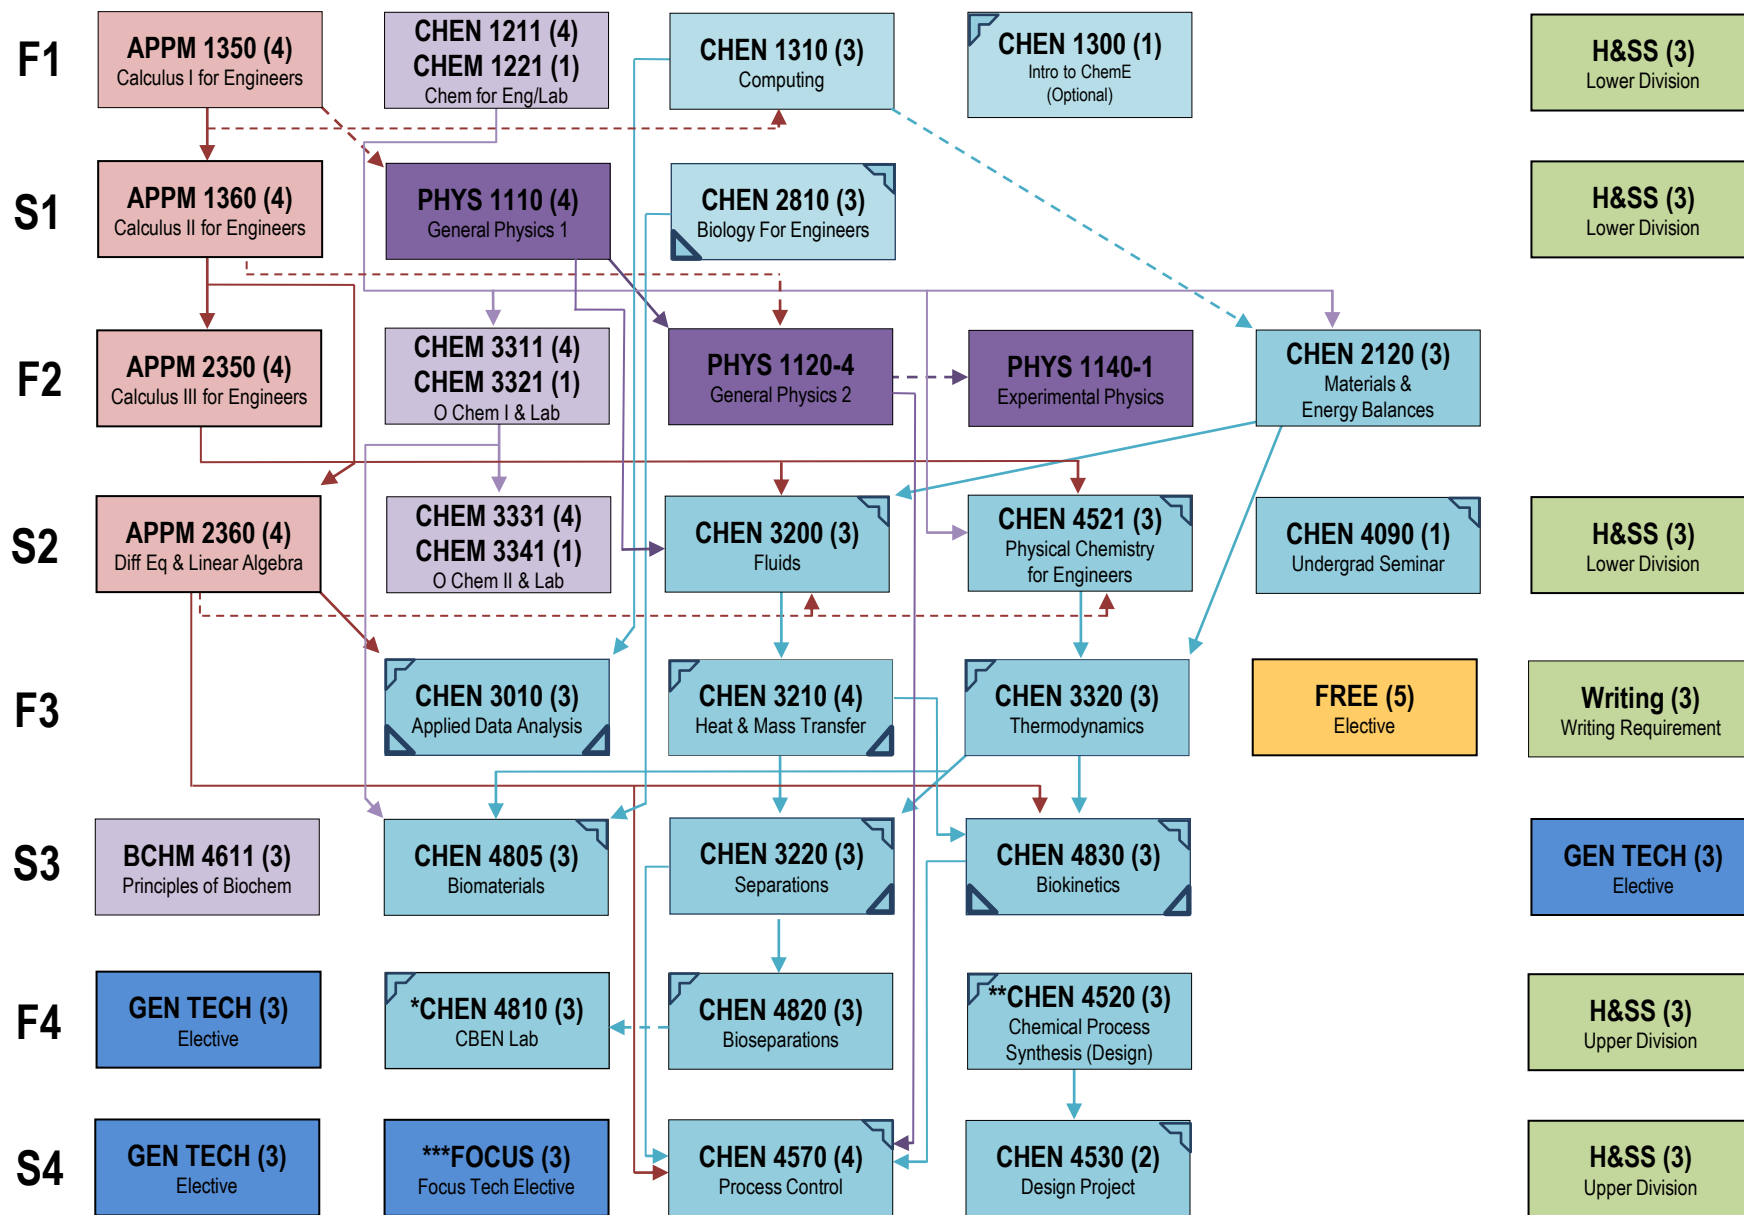 F1
APPM 1350 (4)
Calculus I for Engineers
CHEN 1211 (4)
CHEM 1221 (1)
Chem for Eng/Lab
CHEN 1310 (3)
Computing
CHEN 1300 (1)
Intro to ChemE
(Optional)
H&SS (3)
Lower Division
S1
APPM 1360 (4)
Calculus II for Engineers
PHYS 1110 (4)
General Physics 1
CHEN 2810 (3)
Biology For Engineers
H&SS (3)
Lower Division
F2
APPM 2350 (4)
Calculus III for Engineers
CHEM 3311 (4)
CHEM 3321 (1)
O Chem I & Lab
PHYS 1120-4
General Physics 2
PHYS 1140-1
Experimental Physics
CHEN 2120 (3)
Materials &
Energy Balances
S2
APPM 2360 (4)
Diff Eq & Linear Algebra
CHEM 3331 (4)
CHEM 3341 (1)
O Chem II & Lab
CHEN 3200 (3)
Fluids
CHEN 4521 (3)
Physical Chemistry
for Engineers
CHEN 4090 (1)
Undergrad Seminar
H&SS (3)
Lower Division
F3
CHEN 3010 (3)
Applied Data Analysis
CHEN 3210 (4)
Heat & Mass Transfer
CHEN 3320 (3)
Thermodynamics
FREE (5)
Elective
Writing (3)
Writing Requirement
S3
BCHM 4611 (3)
Principles of Biochem
CHEN 4805 (3)
Biomaterials
CHEN 3220 (3)
Separations
CHEN 4830 (3)
Biokinetics
GEN TECH (3)
Elective
F4
GEN TECH (3)
Elective
*CHEN 4810 (3)
CBEN Lab
CHEN 4820 (3)
Bioseparations
**CHEN 4520 (3)
Chemical Process
Synthesis (Design)
H&SS (3)
Upper Division
S4
GEN TECH (3)
Elective
***FOCUS (3)
Focus Tech Elective
CHEN 4570 (4)
Process Control
CHEN 4530 (2)
Design Project
H&SS (3)
Upper Division